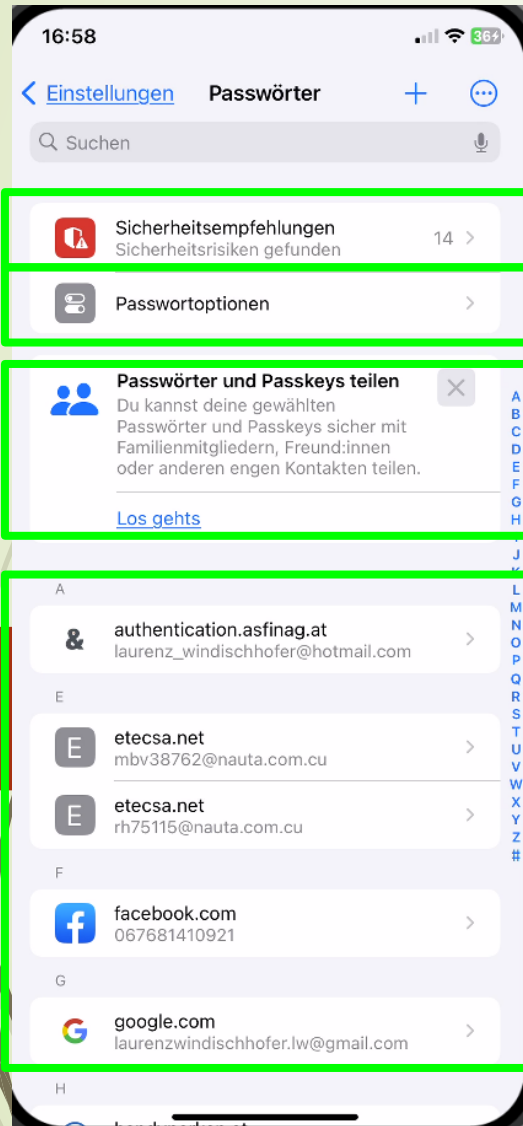 16:58
36
Einstellungen
Passwörter
Suchen
Sicherheitsempfehlungen
Sicherheitsrisiken gefunden
14
Passwortoptionen
Passwörter und Passkeys teilen
Du kannst deine gewählten
Passwörter und Passkeys sicher mit
Familienmitgliedern, Freund:innen
oder anderen engen Kontakten teilen.
Los gehts
A
&
authentication.asfinag.at
laurenz_windischhofer@hotmail.com
E
E
etecsa.net
mbv38762@nauta.com.cu
E
etecsa.net
rh75115@nauta.com.cu
F
facebook.com
067681410921
G
google.com
laurenzwindischhofer.lw@gmail.com
H
A
B
C
D
E
F
G
H
J
K
L
M
N
O
P
Q
R
S
T
U
V
W
X
Y
Z
#